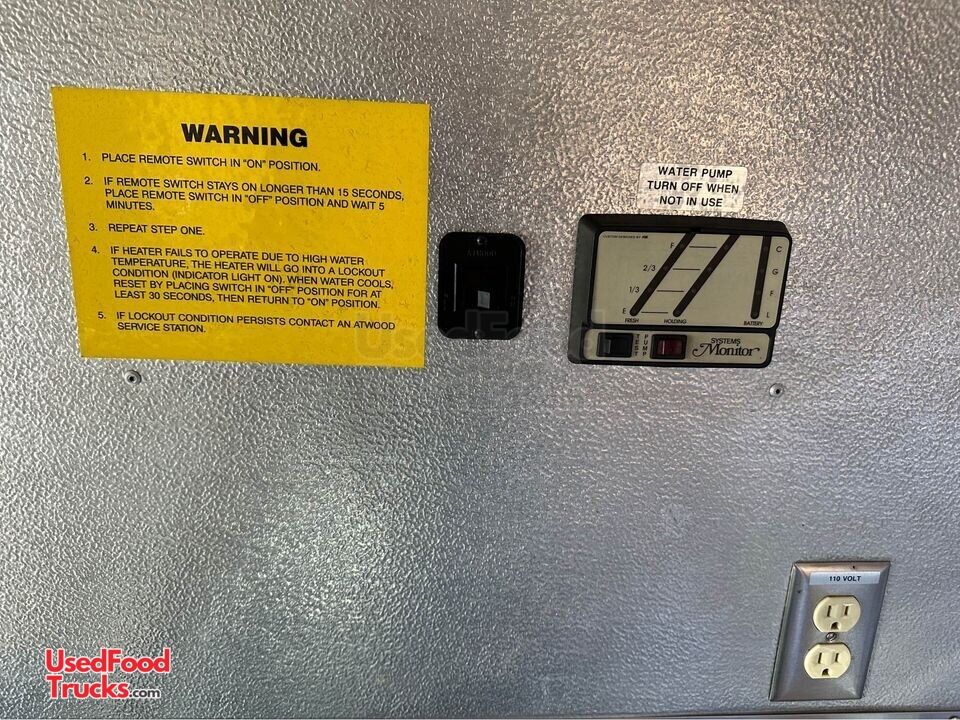 WARNING
1. PLACE REMOTE SWITCH IN "ON" POSITION.
2. IF REMOTE SWITCH STAYS ON LONGER THAN 15 SECONDS,
PLACE REMOTE SWITCH IN "OFF" POSITION AND WAIT 5
MINUTES.
3. REPEAT STEP ONE.
4. IF HEATER FAILS TO OPERATE DUE TO HIGH WATER
TEMPERATURE, THE HEATER WILL GO INTO A LOCKOUT
CONDITION (INDICATOR LIGHT ON). WHEN WATER COOLS,
RESET BY PLACING SWITCH IN "OFF" POSITION FOR AT
LEAST 30 SECONDS, THEN RETURN TO "ON" POSITION.
5. IF LOCKOUT CONDITION PERSISTS CONTACT AN ATWOOD
SERVICE STATION.
ATWOOD
WATER PUMP
TURN OFF WHEN
NOT IN USE
CUSTOM DESIGNED BY
F
2/3
1/3
E
C
G
F
L
FRESH HOLDING BATTERY
TEST
PUMP
SYSTEMS
Monitor
110 VOLT
UsedFood
Trucks.com